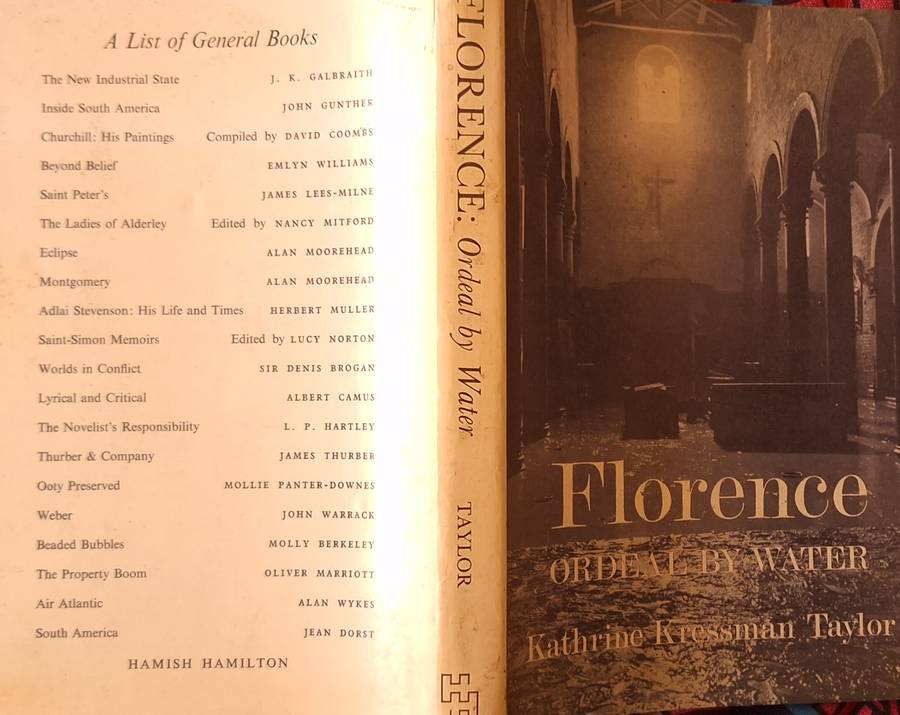 A List of General Books
The New Industrial State J. K. GALBRAITH
Inside South America JOHN GUNTHER
Churchill: His Paintings Compiled by DAVID COOMBS
Beyond Belief EMLYN WILLIAMS
Saint Peter's JAMES LEES-MILNE
The Ladies of Alderley Edited by NANCY MITFORD
Eclipse ALAN MOOREHEAD
Montgomery ALAN MOOREHEAD
Adlai Stevenson: His Life and Times HERBERT MULLER
Saint-Simon Memoirs Edited by LUCY NORTON
Worlds in Conflict SIR DENIS BROGAN
Lyrical and Critical ALBERT CAMUS
The Novelist's Responsibility L. P. HARTLEY
Thurber & Company JAMES THURBER
Ooty Preserved MOLLIE PANTER-DOWNES
Weber JOHN WARRACK
Beaded Bubbles MOLLY BERKELEY
The Property Boom OLIVER MARRIOTT
Air Atlantic ALAN WYKES
South America JEAN DORST
HAMISH HAMILTON
FLORENCE: Ordeal by Water TAYLOR
Florence
ORDEAL BY WATER
Kathrine Kressman Taylor